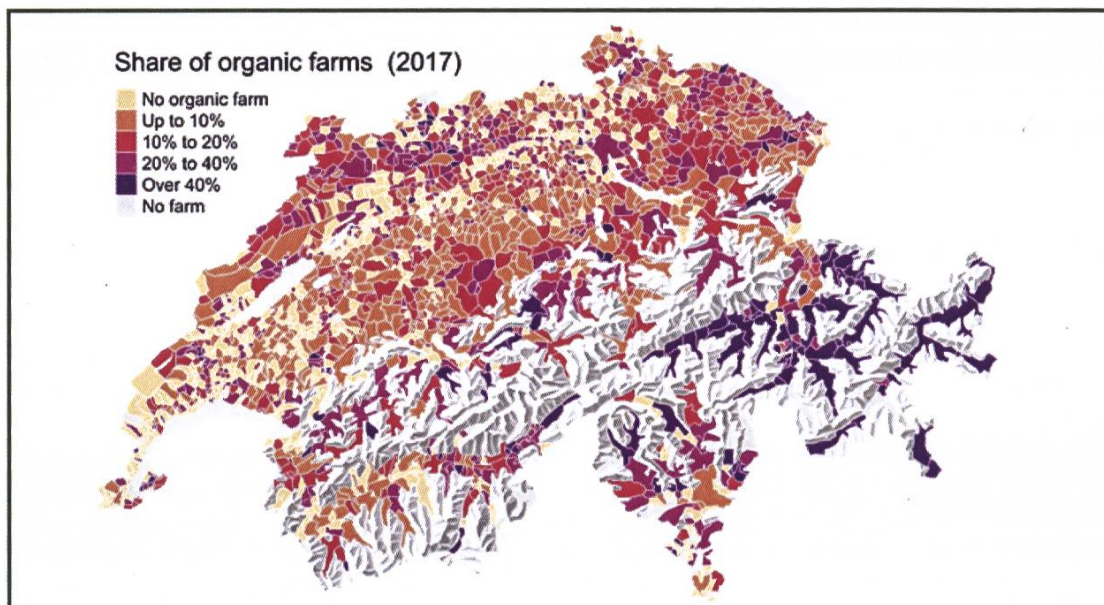 Share of organic farms (2017)
No organic farm
Up to 10%
10% to 20%
20% to 40%
Over 40%
No farm